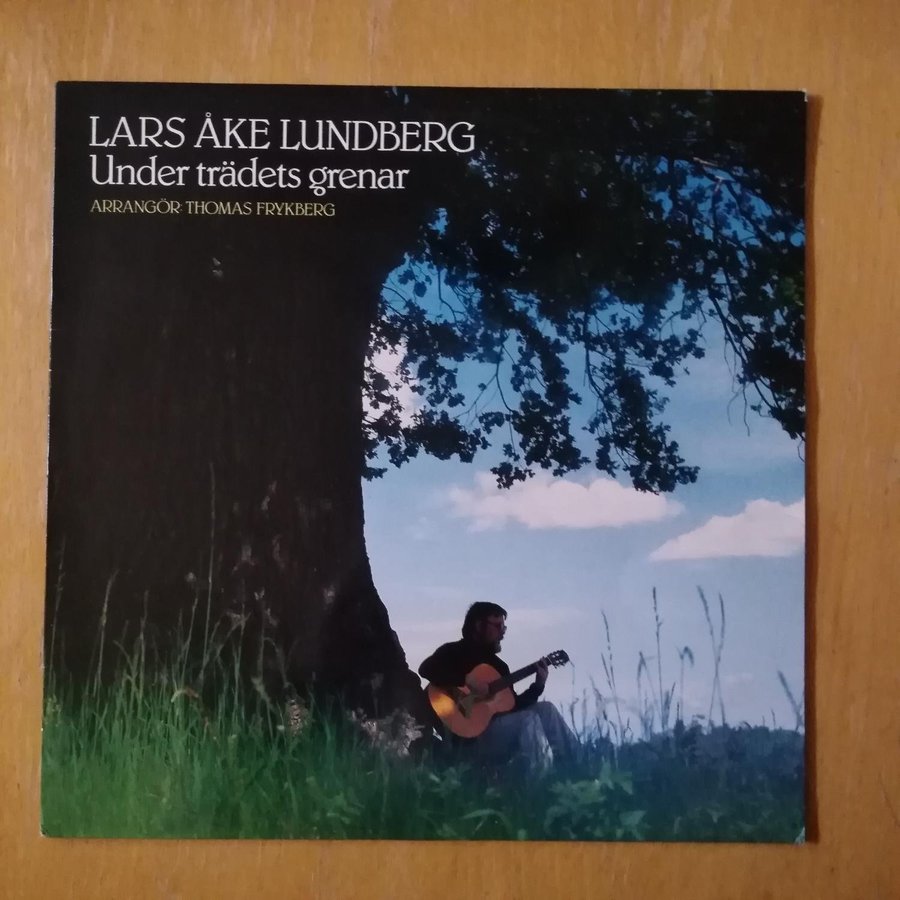 LARS ÅKE LUNDBERG
Under trädets grenar
ARRANGÖR: THOMAS FRYKBERG